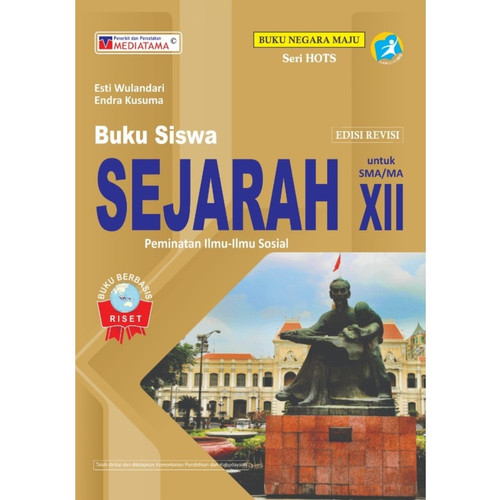 Penerbit dan Percetakan
MEDIATAMA
BUKU NEGARA MAJU
Seri HOTS
Esti Wulandari
Endra Kusuma
Buku Siswa
EDISI REVISI
SEJARAH
untuk
SMA/MA
XII
Peminatan Ilmu-Ilmu Sosial
BUKU BERBASIS
RISET